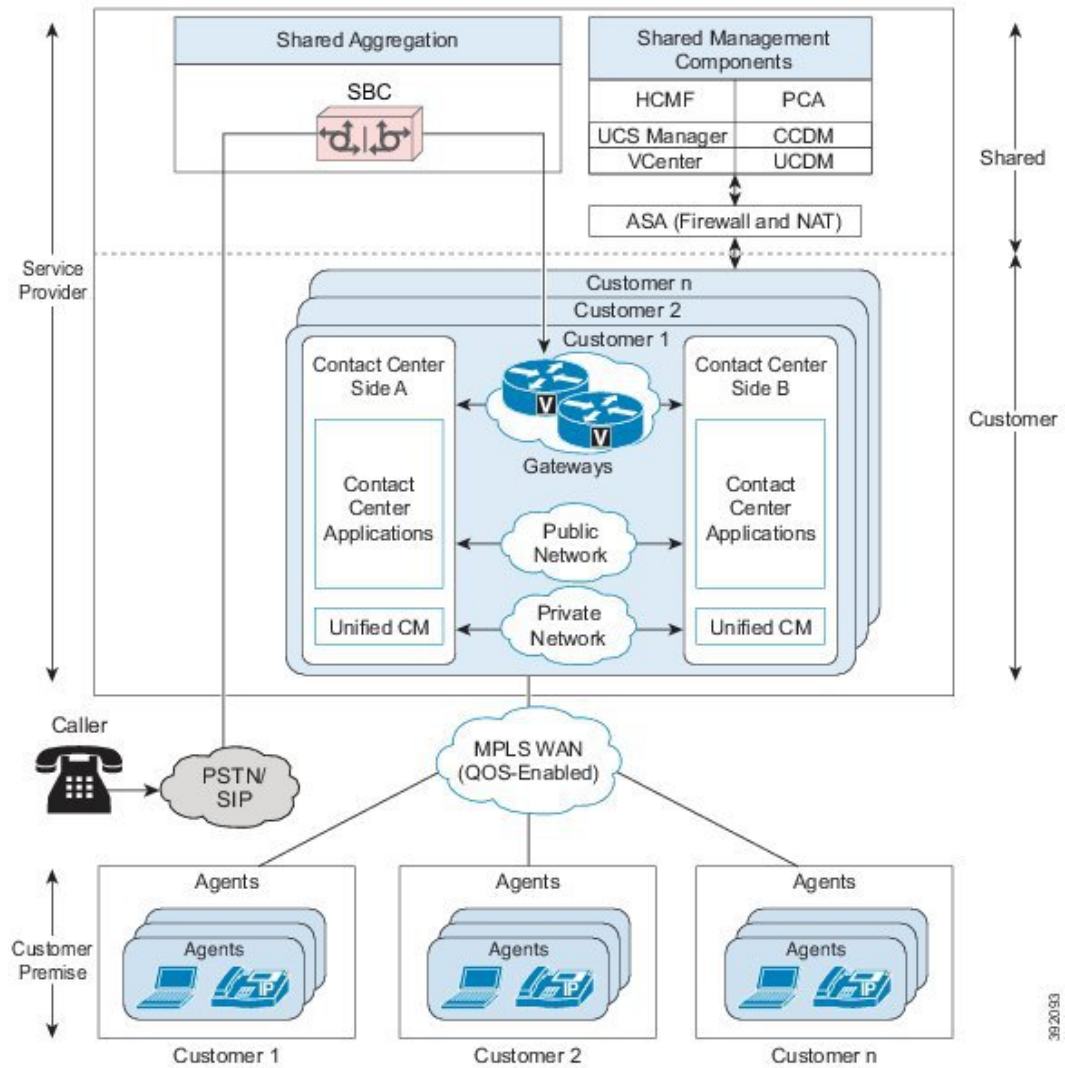 Shared Aggregation
SBC
Shared Management
Components
HCMF
PCA
UCS Manager
CCDM
VCenter
UCDM
ASA (Firewall and NAT)
Shared
Service
Provider
Customer n
Customer 2
Customer 1
Contact Center
Side A
Contact
Center
Applications
Unified CM
V
V
Gateways
Public
Network
Private
Network
Contact Center
Side B
Contact
Center
Applications
Unified CM
Customer
Caller
PSTN/
SIP
MPLS WAN
(QOS-Enabled)
Customer
Premise
Agents
Agents
IP
Customer 1
Agents
Agents
IP
Customer 2
Agents
Agents
IP
Customer n
392093